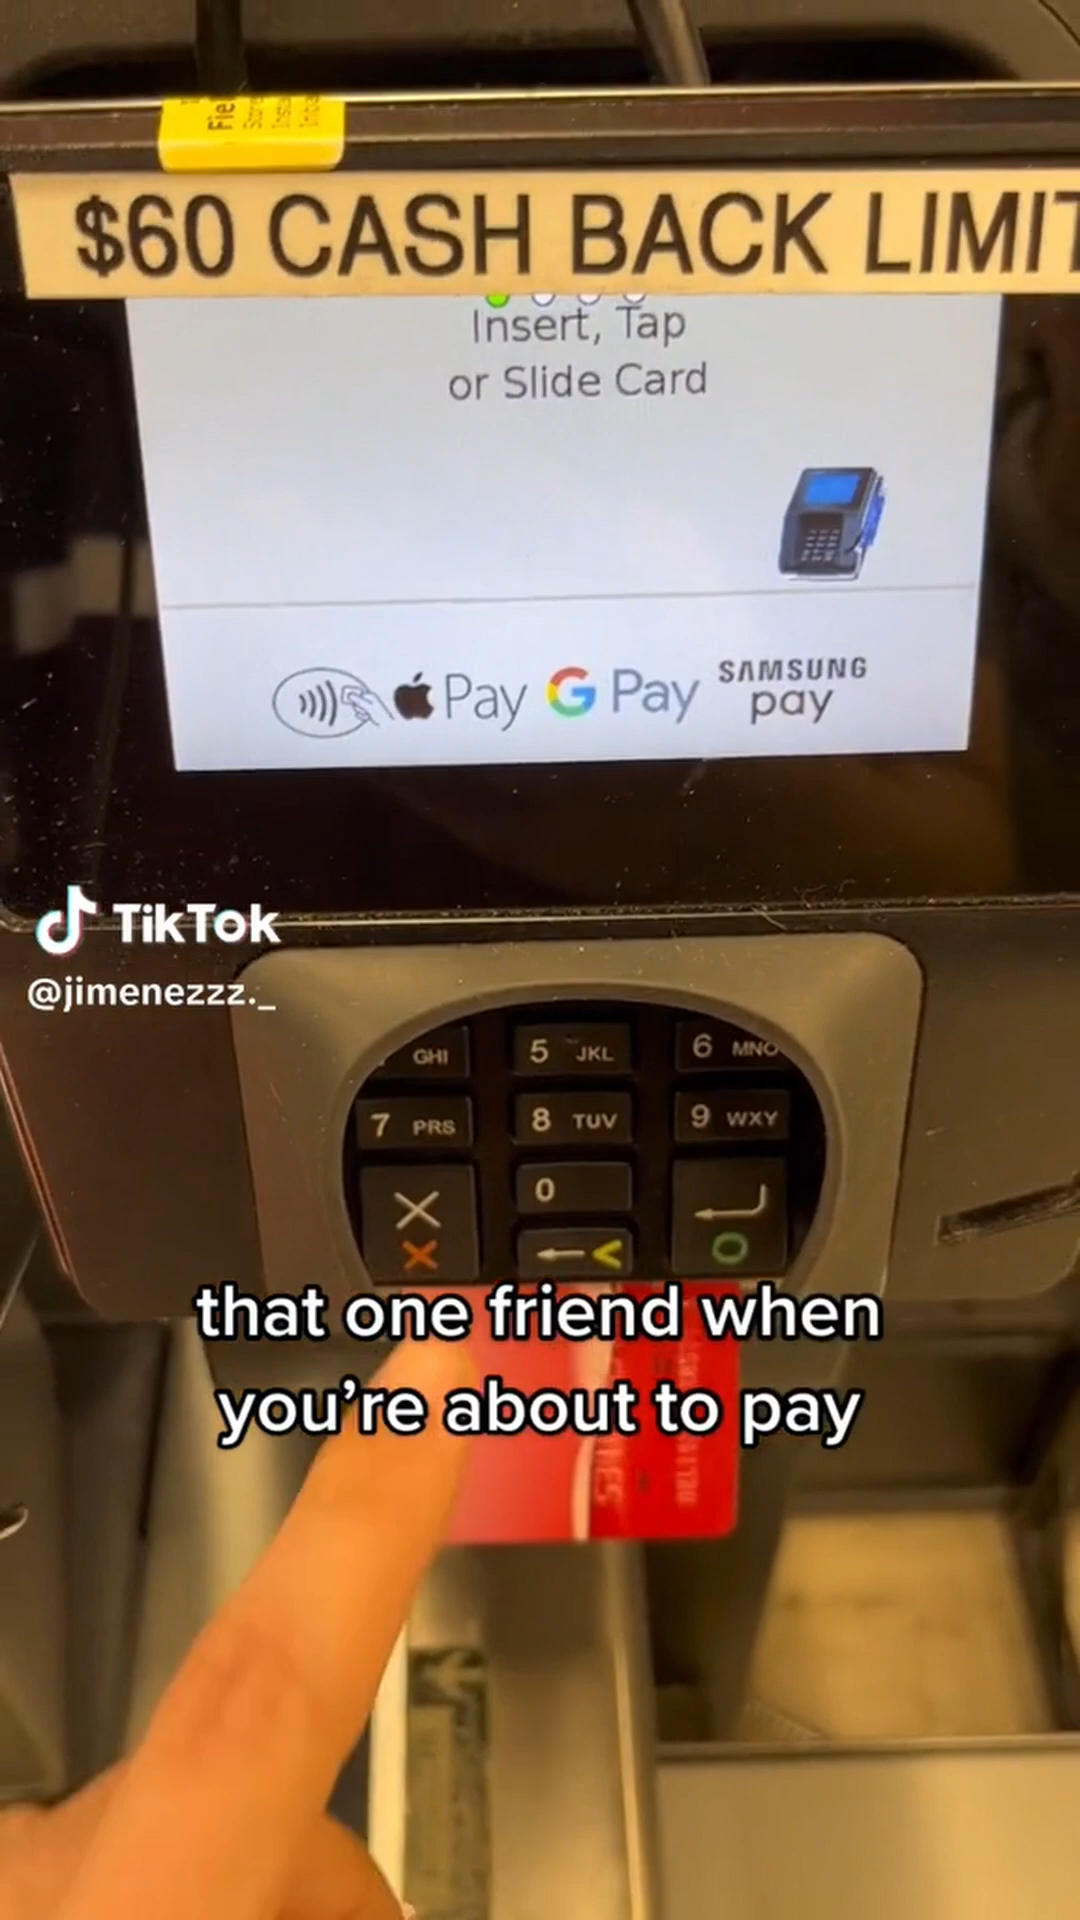 Fie
$60 CASH BACK LIMIT
Insert, Tap
or Slide Card
Pay G Pay SAMSUNG
pay
TikTok
@jimenezzz._
GHI 5 JKL 6 MNO
7 PRS 8 TUV 9 WXY
0
that one friend when
you’re about to pay